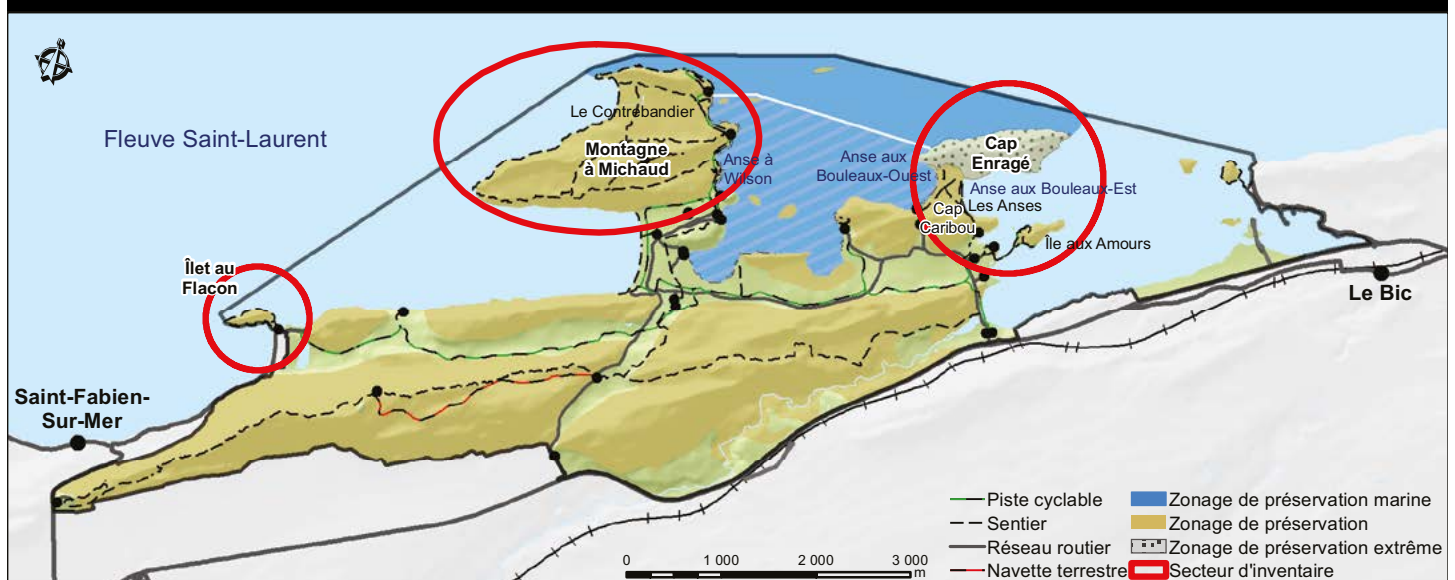 Fleuve Saint-Laurent
Le Contrebandier
Montagne
à Michaud
Anse à
Wilson
Anse aux
Bouleaux-Ouest
Cap
Enragé
Anse aux Bouleaux-Est
Les Anses
Cap
Caribou
Île aux Amours
Îlet au
Flacon
Le Bic
Saint-Fabien-
Sur-Mer
Piste cyclable
Sentier
Réseau routier
Navette terrestre
Zonage de préservation marine
Zonage de préservation
Zonage de préservation extrême
Secteur d'inventaire
0 1 000 2 000 3 000
m